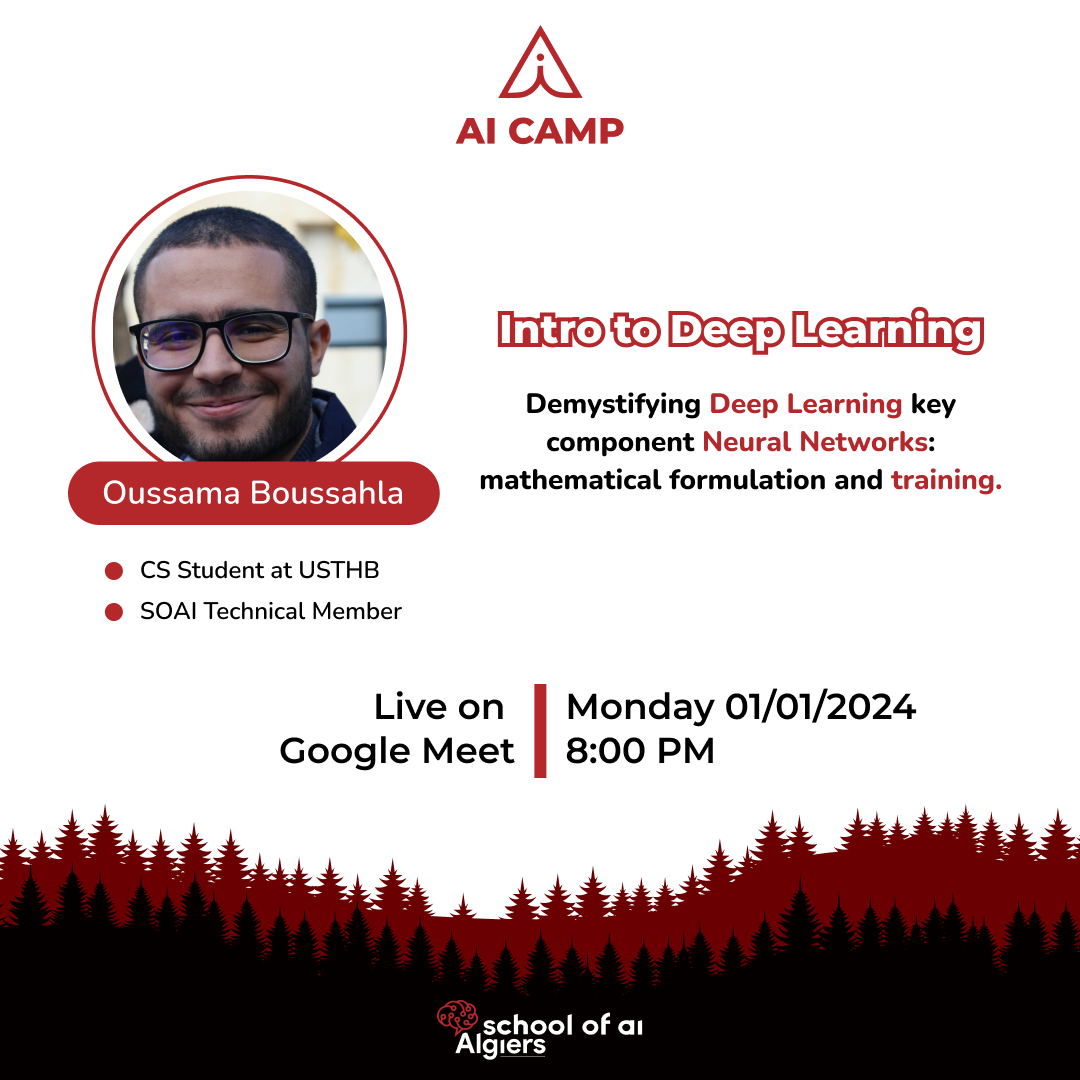 AI CAMP
Intro to Deep Learning
Demystifying Deep Learning key
component Neural Networks:
mathematical formulation and training.
Oussama Boussahla
CS Student at USTHB
SOAI Technical Member
Live on
Google Meet
Monday 01/01/2024
8:00 PM
school of ai
Algiers